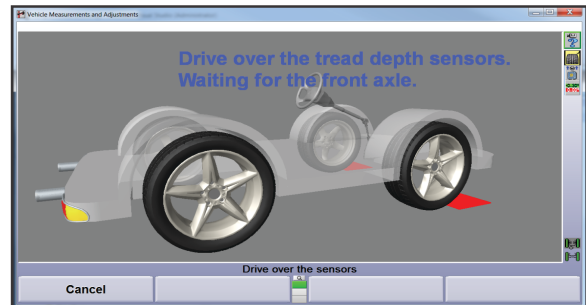 Vehicle Measurements and Adjustments
Drive over the tread depth sensors.
Waiting for the front axle.
Drive over the sensors
Cancel